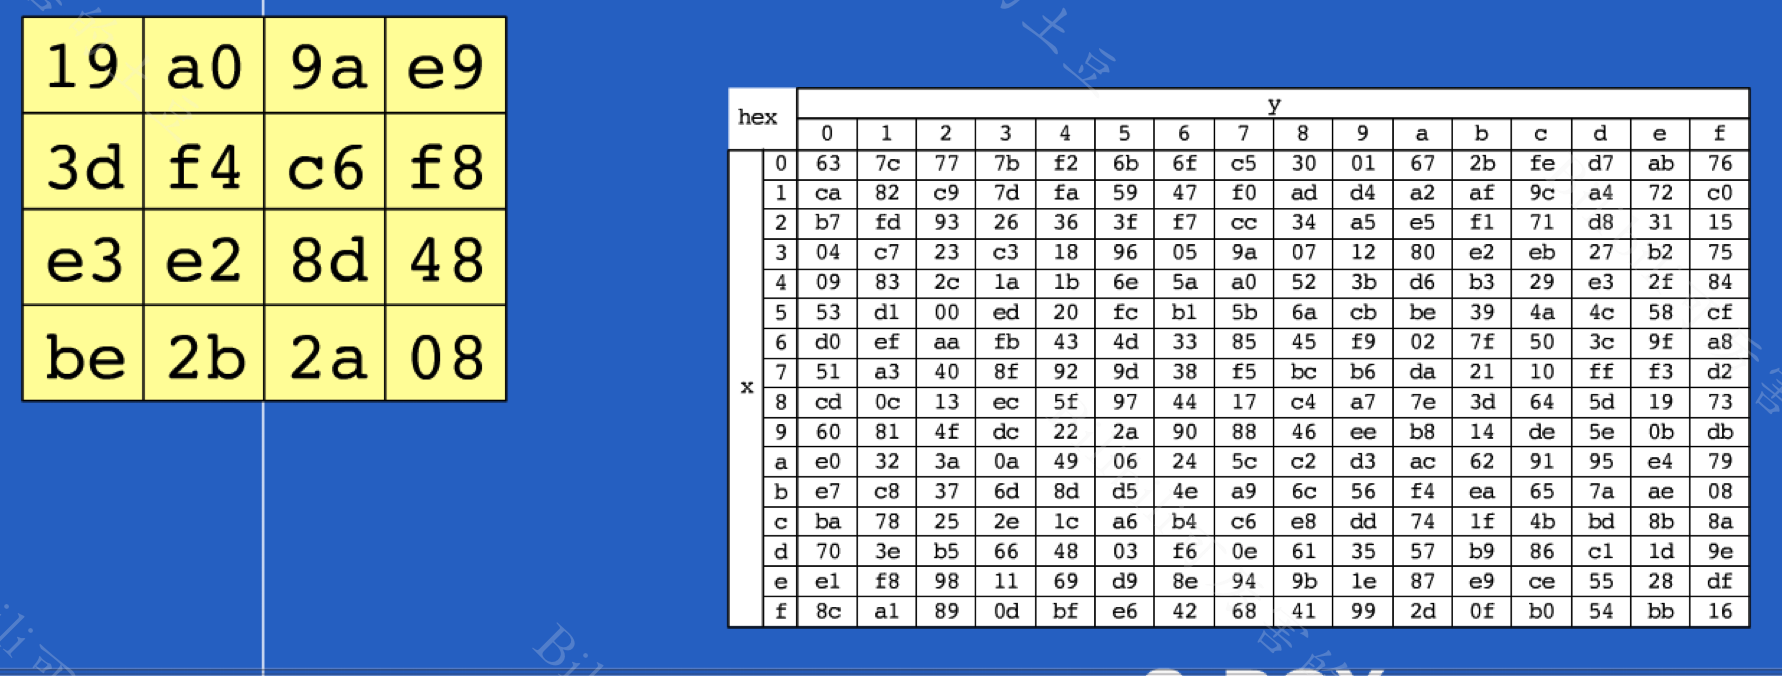 19 a0 9a e9
3d f4 c6 f8
e3 e2 8d 48
be 2b 2a 08
hex y
0 1 2 3 4 5 6 7 8 9 a b c d e f
0 63 7c 77 7b f2 6b 6f c5 30 01 67 2b fe d7 ab 76
1 ca 82 c9 7d fa 59 47 f0 ad d4 a2 af 9c a4 72 c0
2 b7 fd 93 26 36 3f f7 cc 34 a5 e5 f1 71 d8 31 15
3 04 c7 23 c3 18 96 05 9a 07 12 80 e2 eb 27 b2 75
4 09 83 2c 1a 1b 6e 5a a0 52 3b d6 b3 29 e3 2f 84
5 53 d1 00 ed 20 fc b1 5b 6a cb be 39 4a 4c 58 cf
6 d0 ef aa fb 43 4d 33 85 45 f9 02 7f 50 3c 9f a8
x 7 51 a3 40 8f 92 9d 38 f5 bc b6 da 21 10 ff f3 d2
8 cd 0c 13 ec 5f 97 44 17 c4 a7 7e 3d 64 5d 19 73
9 60 81 4f dc 22 2a 90 88 46 ee b8 14 de 5e 0b db
a e0 32 3a 0a 49 06 24 5c c2 d3 ac 62 91 95 e4 79
b e7 c8 37 6d 8d d5 4e a9 6c 56 f4 ea 65 7a ae 08
c ba 78 25 2e 1c a6 b4 c6 e8 dd 74 1f 4b bd 8b 8a
d 70 3e b5 66 48 03 f6 0e 61 35 57 b9 86 c1 1d 9e
e e1 f8 98 11 69 d9 8e 94 9b 1e 87 e9 ce 55 28 df
f 8c a1 89 0d bf e6 42 68 41 99 2d 0f b0 54 bb 16